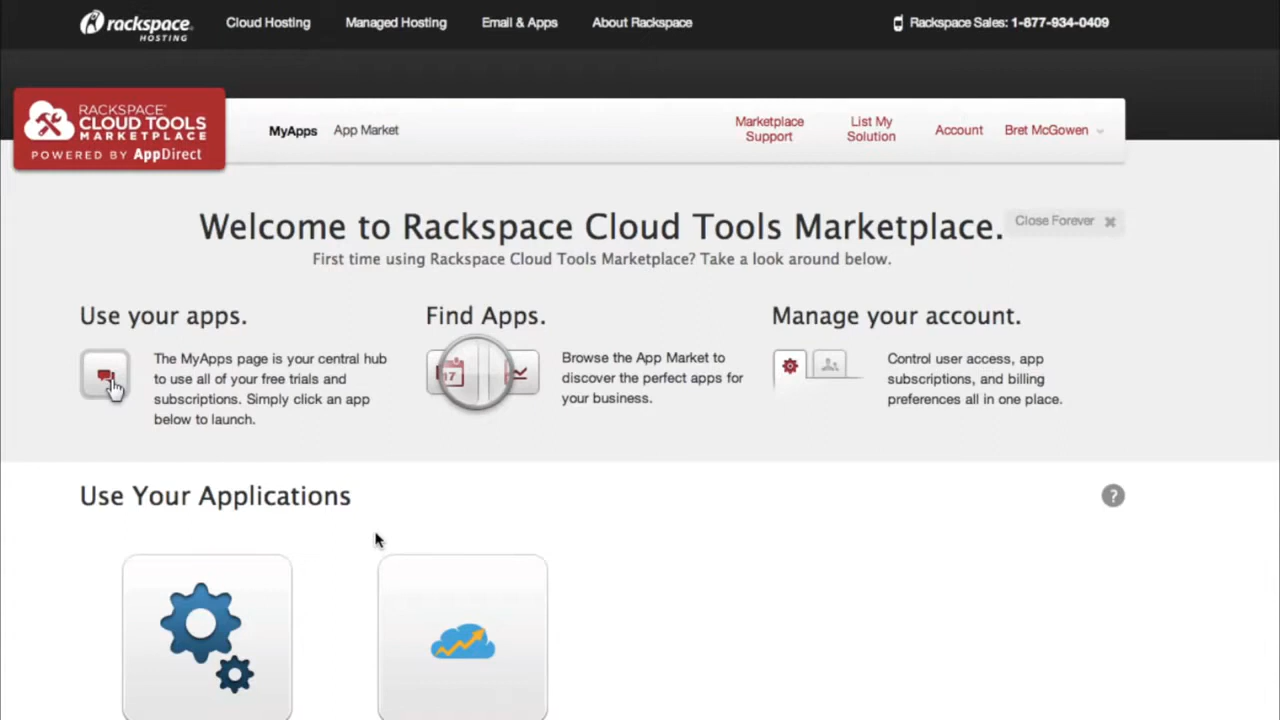 rackspace.
HOSTING
Cloud Hosting
Managed Hosting
Email & Apps
About Rackspace
Rackspace Sales: 1-877-934-0409
RACKSPACE
CLOUD TOOLS
MARKETPLACE
POWERED BY AppDirect
MyApps
App Market
Marketplace
Support
List My
Solution
Account
Bret McGowen
Welcome to Rackspace Cloud Tools Marketplace.
Close Forever
First time using Rackspace Cloud Tools Marketplace? Take a look around below.
Use your apps.
The MyApps page is your central hub
to use all of your free trials and
subscriptions. Simply click an app
below to launch.
Find Apps.
17
Browse the App Market to
discover the perfect apps for
your business.
Manage your account.
Control user access, app
subscriptions, and billing
preferences all in one place.
Use Your Applications
?